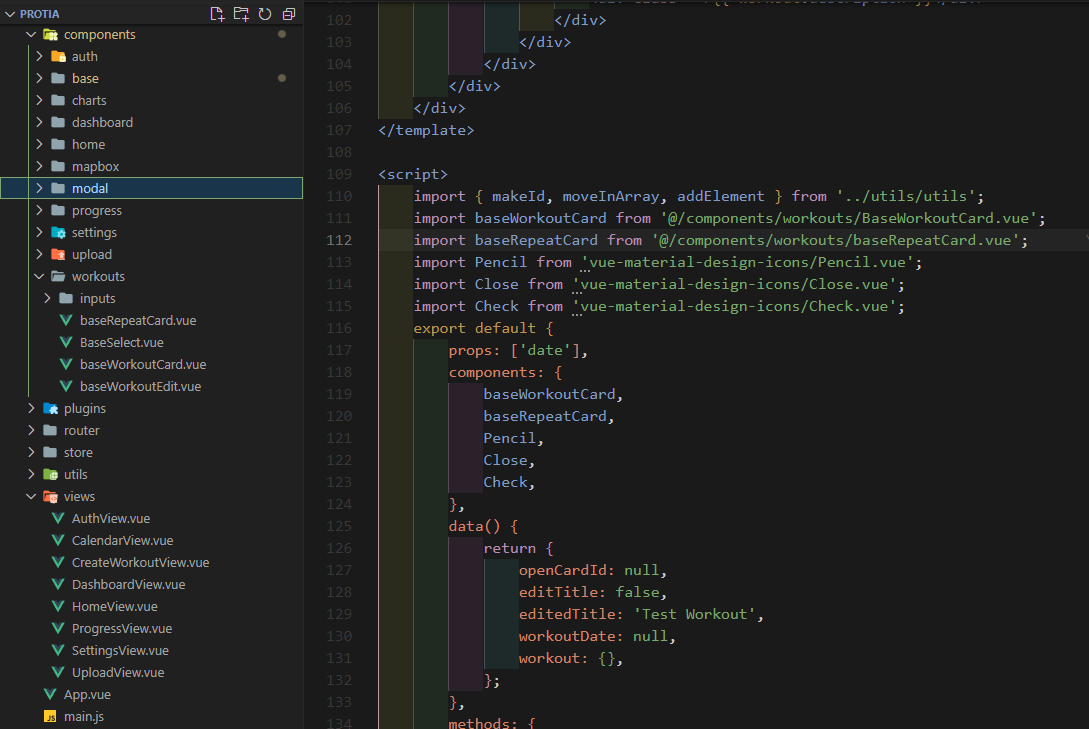 PROTIA
components
auth
base
charts
dashboard
home
mapbox
modal
progress
settings
upload
workouts
inputs
baseRepeatCard.vue
BaseSelect.vue
baseWorkoutCard.vue
baseWorkoutEdit.vue
plugins
router
store
utils
views
AuthView.vue
CalendarView.vue
CreateWorkoutView.vue
DashboardView.vue
HomeView.vue
ProgressView.vue
SettingsView.vue
UploadView.vue
App.vue
JS main.js
102 </div>
103 </div>
104 </div>
105 </div>
106 </div>
107 </template>
108
109 <script>
110 import { makeId, moveInArray, addElement } from '../utils/utils';
111 import baseWorkoutCard from '@/components/workouts/BaseWorkoutCard.vue';
112 import baseRepeatCard from '@/components/workouts/baseRepeatCard.vue';
113 import Pencil from 'vue-material-design-icons/Pencil.vue';
114 import Close from 'vue-material-design-icons/Close.vue';
115 import Check from 'vue-material-design-icons/Check.vue';
116 export default {
117 props: ['date'],
118 components: {
119 baseWorkoutCard,
120 baseRepeatCard,
121 Pencil,
122 Close,
123 Check,
124 },
125 data() {
126 return {
127 openCardId: null,
128 editTitle: false,
129 editedTitle: 'Test Workout',
130 workoutDate: null,
131 workout: {},
132 };
133 },
134 methods: {